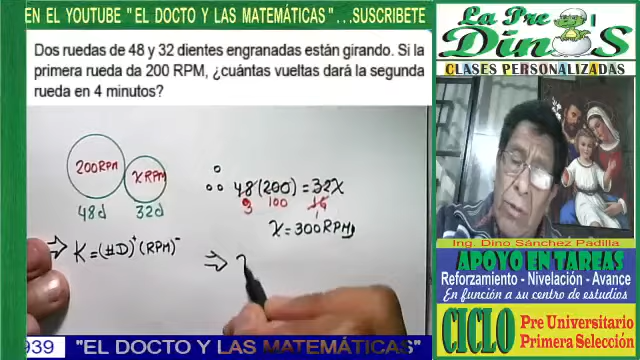 EN EL YOUTUBE "EL DOCTO Y LAS MATEMÁTICAS"...SUSCRIBETE
Dos ruedas de 48 y 32 dientes engranadas están girando. Si la
primera rueda da 200 RPM, ¿cuántas vueltas dará la segunda
rueda en 4 minutos?
200RPM
x RPM
48d
32d
K = (#D)⁺ (RPM)⁻
∴ 48(200) = 32x
3 100 16
1
x = 300RPM
⇒
939 "EL DOCTO Y LAS MATEMÁTICAS"
La Pre
DinoS
CLASES PERSONALIZADAS
Ing. Dino Sánchez Padilla
APOYO EN TAREAS
Reforzamiento - Nivelación - Avance
En función a su centro de estudios
CICLO
Pre Universitario
Primera Selección